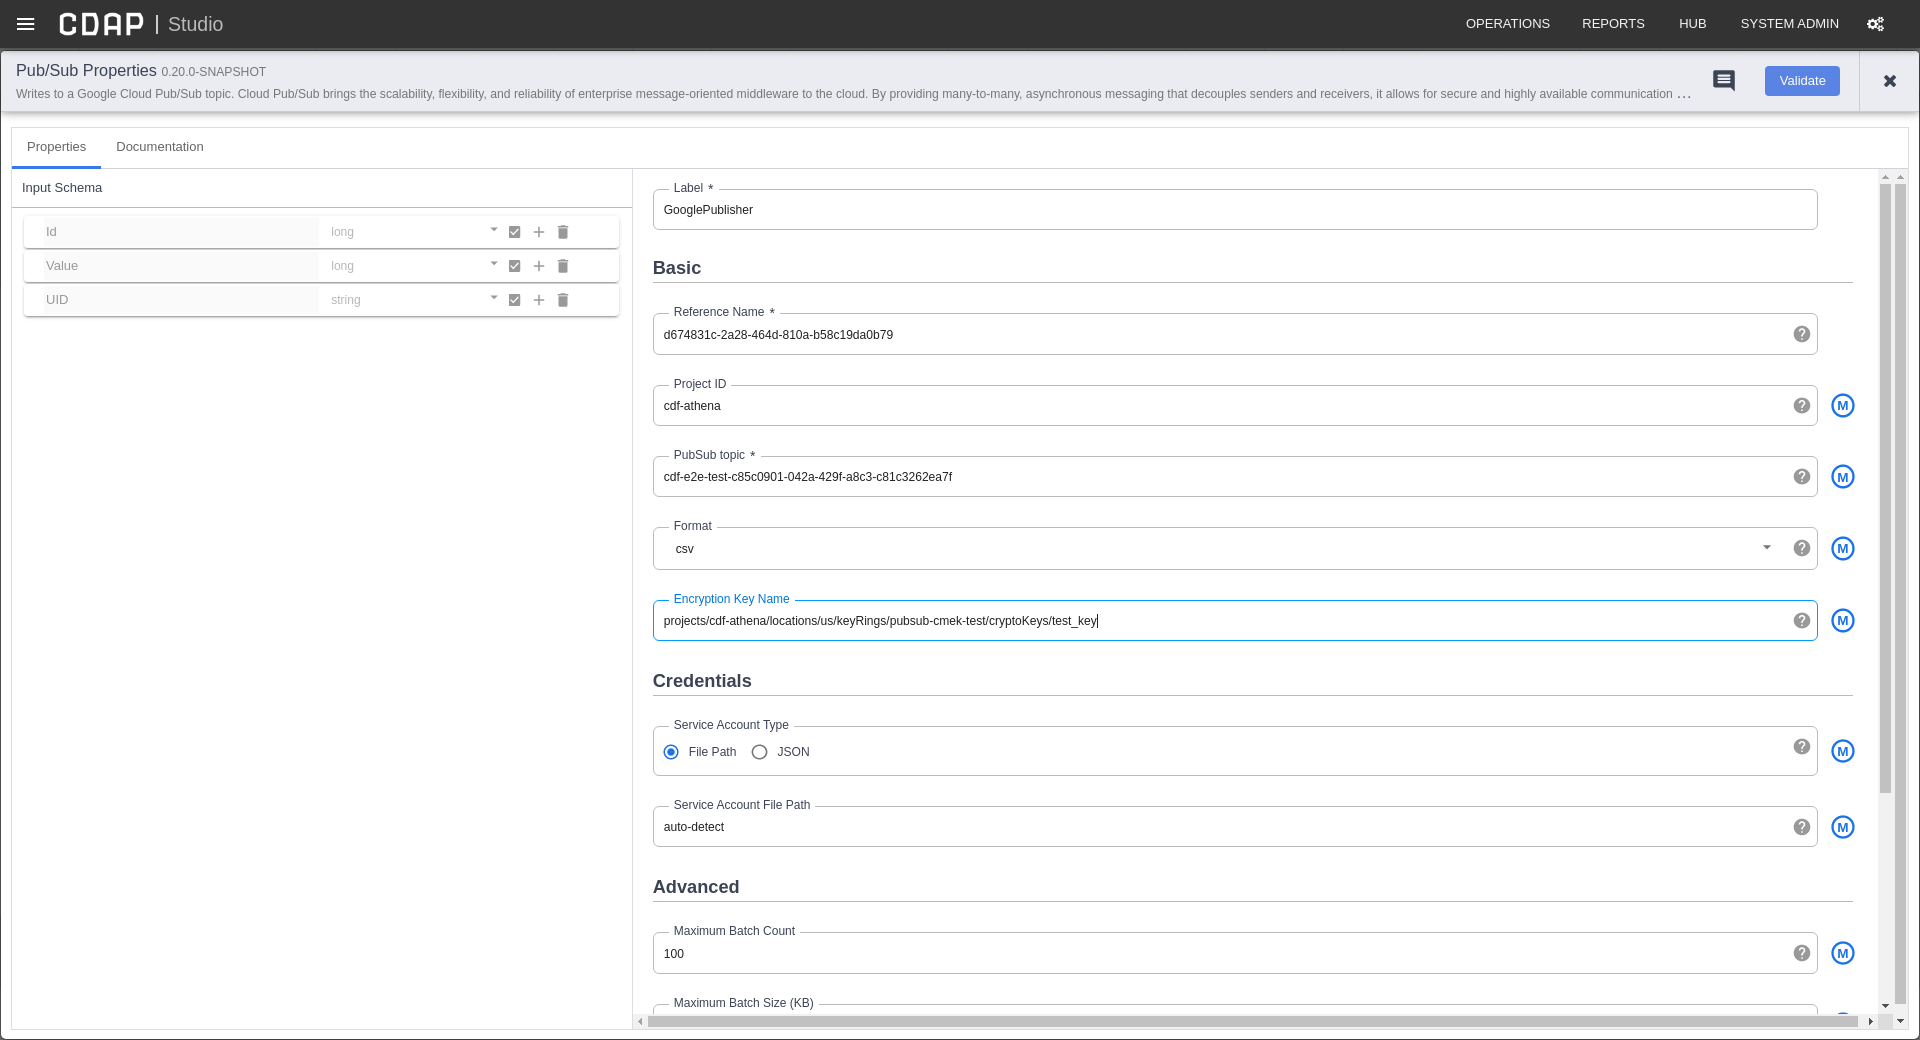 CDAP | Studio OPERATIONS REPORTS HUB SYSTEM ADMIN
Pub/Sub Properties 0.20.0-SNAPSHOT
Writes to a Google Cloud Pub/Sub topic. Cloud Pub/Sub brings the scalability, flexibility, and reliability of enterprise message-oriented middleware to the cloud. By providing many-to-many, asynchronous messaging that decouples senders and receivers, it allows for secure and highly available communication ...
Validate
Properties Documentation
Input Schema
Id long
Value long
UID string
Label *
GooglePublisher
Basic
Reference Name *
d674831c-2a28-464d-810a-b58c19da0b79
Project ID
cdf-athena
M
PubSub topic *
cdf-e2e-test-c85c0901-042a-429f-a8c3-c81c3262ea7f
M
Format
csv
M
Encryption Key Name
projects/cdf-athena/locations/us/keyRings/pubsub-cmek-test/cryptoKeys/test_key
M
Credentials
Service Account Type
File Path JSON
M
Service Account File Path
auto-detect
M
Advanced
Maximum Batch Count
100
M
Maximum Batch Size (KB)